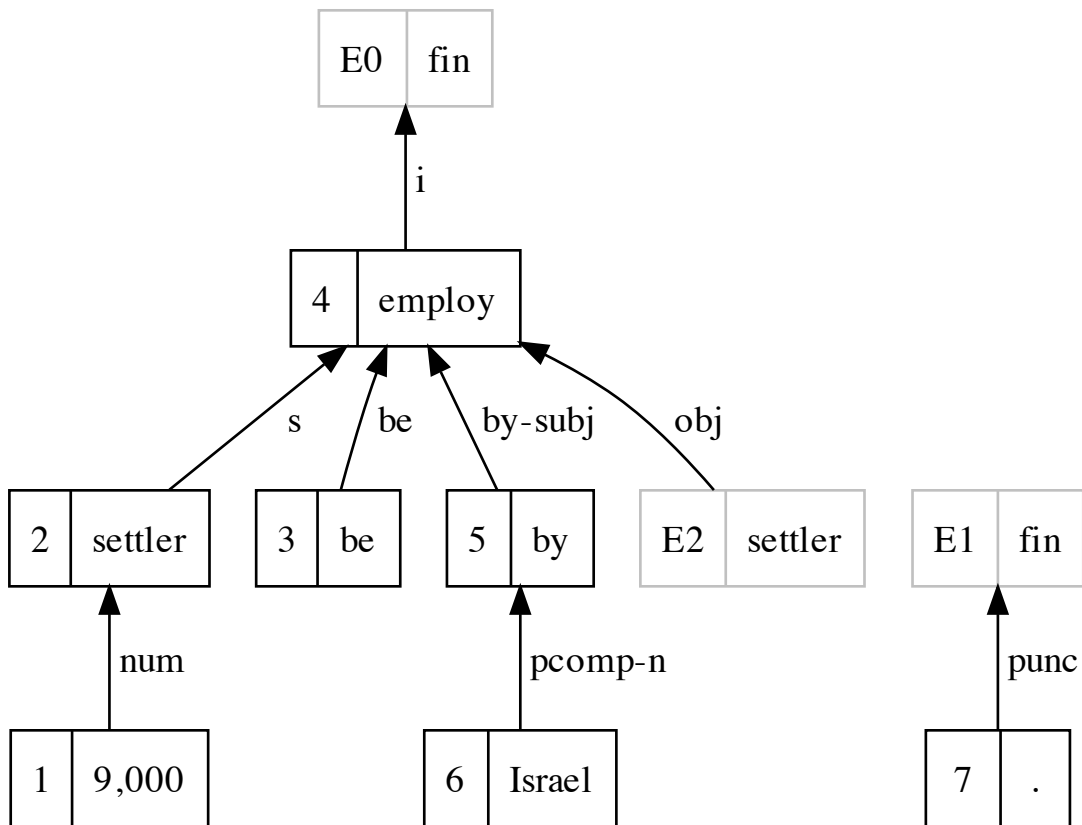 E0 fin
i
4 employ
s be by-subj obj
2 settler 3 be 5 by E2 settler E1 fin
num pcomp-n punc
1 9,000 6 Israel 7 .